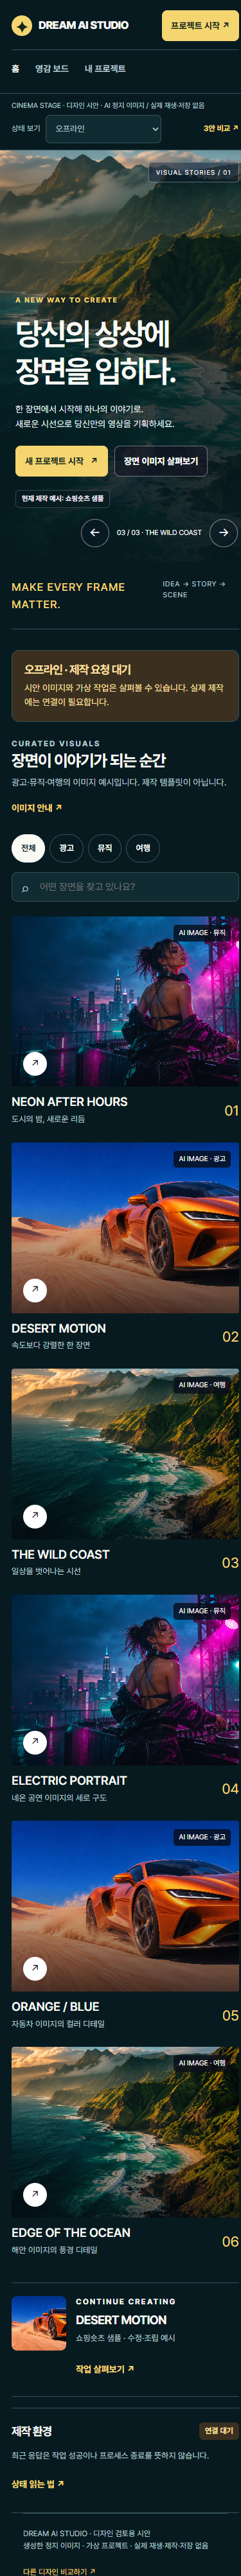 DREAM AI STUDIO
프로젝트 시작 ↗
홈 영감 보드 내 프로젝트
CINEMA STAGE · 디자인 시안 · AI 정지 이미지 / 실제 재생·저장 없음
상태 보기 오프라인 3안 비교 ↗
VISUAL STORIES / 01
A NEW WAY TO CREATE
당신의 상상에
장면을 입히다.
한 장면에서 시작해 하나의 이야기로.
새로운 시선으로 당신만의 영상을 기획하세요.
새 프로젝트 시작 ↗ 장면 이미지 살펴보기
현재 제작 예시: 쇼핑숏츠 샘플
← 03 / 03 · THE WILD COAST →
MAKE EVERY FRAME
MATTER.
IDEA → STORY →
SCENE
오프라인 · 제작 요청 대기
시안 이미지와 가상 작업은 살펴볼 수 있습니다. 실제 제작
에는 연결이 필요합니다.
CURATED VISUALS
장면이 이야기가 되는 순간
광고·뮤직·여행의 이미지 예시입니다. 제작 템플릿이 아닙니다.
이미지 안내 ↗
전체 광고 뮤직 여행
어떤 장면을 찾고 있나요?
AI IMAGE · 뮤직
↗
NEON AFTER HOURS
도시의 밤, 새로운 리듬
01
AI IMAGE · 광고
↗
DESERT MOTION
속도보다 강렬한 한 장면
02
AI IMAGE · 여행
↗
THE WILD COAST
일상을 벗어나는 시선
03
AI IMAGE · 뮤직
↗
ELECTRIC PORTRAIT
네온 공연 이미지의 세로 구도
04
AI IMAGE · 광고
↗
ORANGE / BLUE
자동차 이미지의 컬러 디테일
05
AI IMAGE · 여행
↗
EDGE OF THE OCEAN
해안 이미지의 풍경 디테일
06
CONTINUE CREATING
DESERT MOTION
쇼핑숏츠 샘플 · 수정·조립 예시
작업 살펴보기 ↗
제작 환경 연결 대기
최근 응답은 작업 성공이나 프로세스 종료를 뜻하지 않습니다.
상태 읽는 법 ↗
DREAM AI STUDIO · 디자인 검토용 시안
생성한 정지 이미지 · 가상 프로젝트 · 실제 재생·제작·저장 없음
다른 디자인 비교하기 ↗